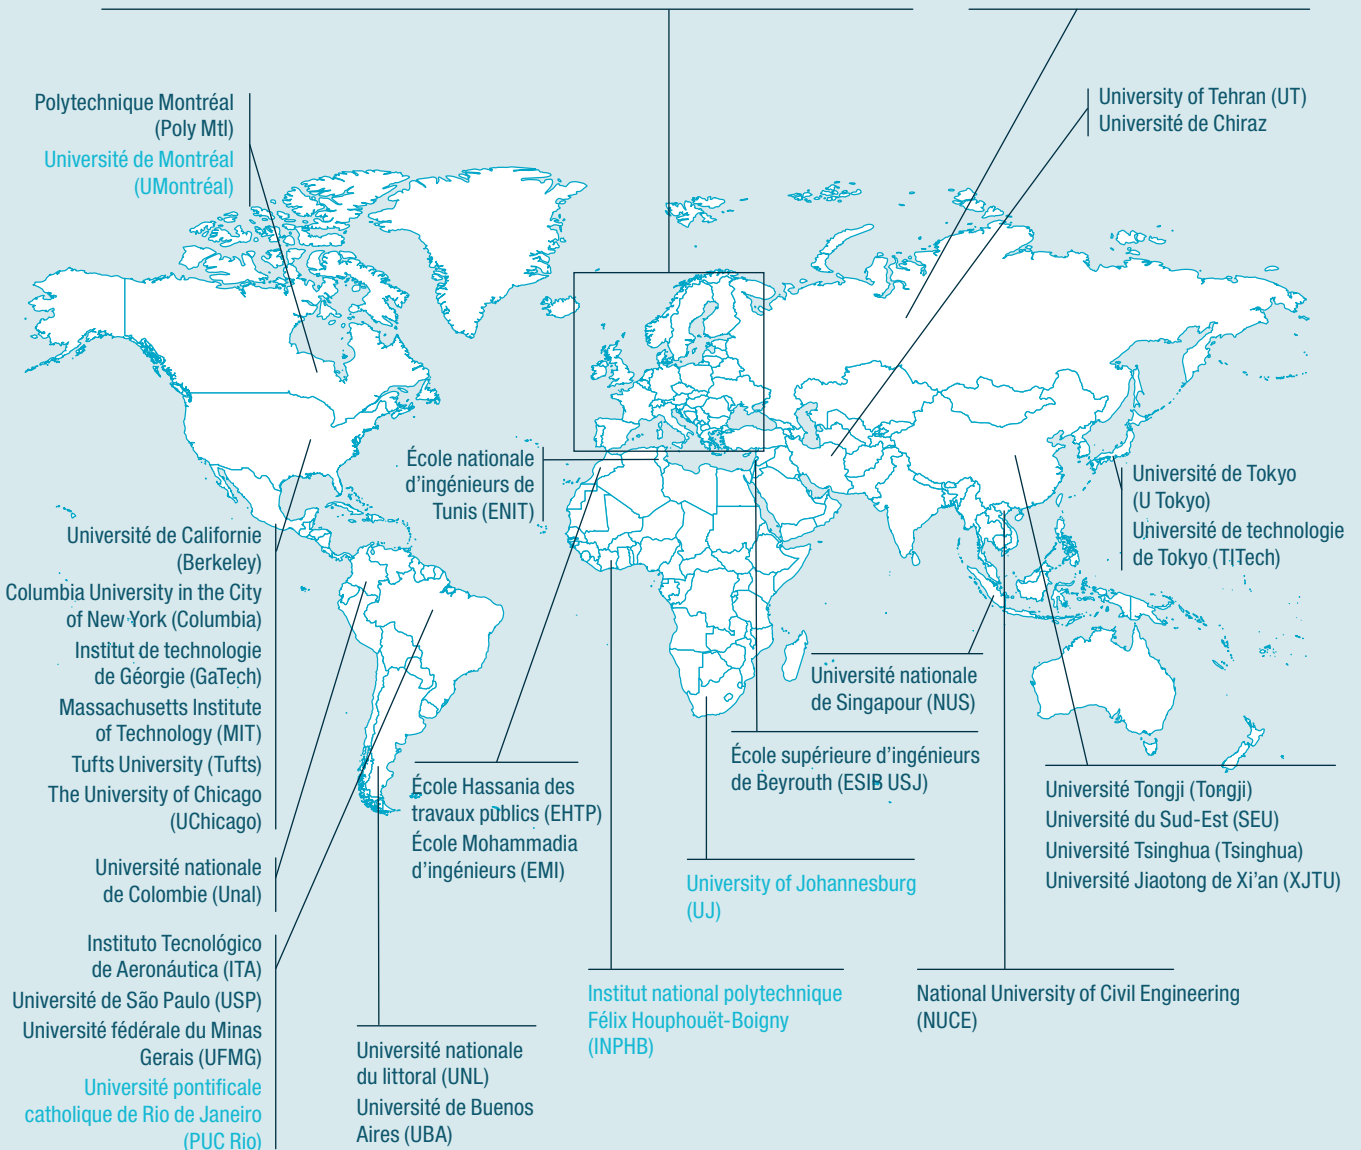 Polytechnique Montréal
(Poly Mtl)
Université de Montréal
(UMontréal)
University of Tehran (UT)
Université de Chiraz
École nationale
d'ingénieurs de
Tunis (ENIT)
Université de Tokyo
(U Tokyo)
Université de technologie
de Tokyo (TITech)
Université de Californie
(Berkeley)
Columbia University in the City
of New York (Columbia)
Institut de technologie
de Géorgie (GaTech)
Massachusetts Institute
of Technology (MIT)
Tufts University (Tufts)
The University of Chicago
(UChicago)
Université nationale
de Singapour (NUS)
École supérieure d'ingénieurs
de Beyrouth (ESIB USJ)
École Hassania des
travaux publics (EHTP)
École Mohammadia
d'ingénieurs (EMI)
Université Tongji (Tongji)
Université du Sud-Est (SEU)
Université Tsinghua (Tsinghua)
Université Jiaotong de Xi'an (XJTU)
Université nationale
de Colombie (Unal)
University of Johannesburg
(UJ)
Instituto Tecnológico
de Aeronáutica (ITA)
Université de São Paulo (USP)
Université fédérale du Minas
Gerais (UFMG)
Université pontificale
catholique de Rio de Janeiro
(PUC Rio)
Institut national polytechnique
Félix Houphouët-Boigny
(INPHB)
National University of Civil Engineering
(NUCE)
Université nationale
du littoral (UNL)
Université de Buenos
Aires (UBA)